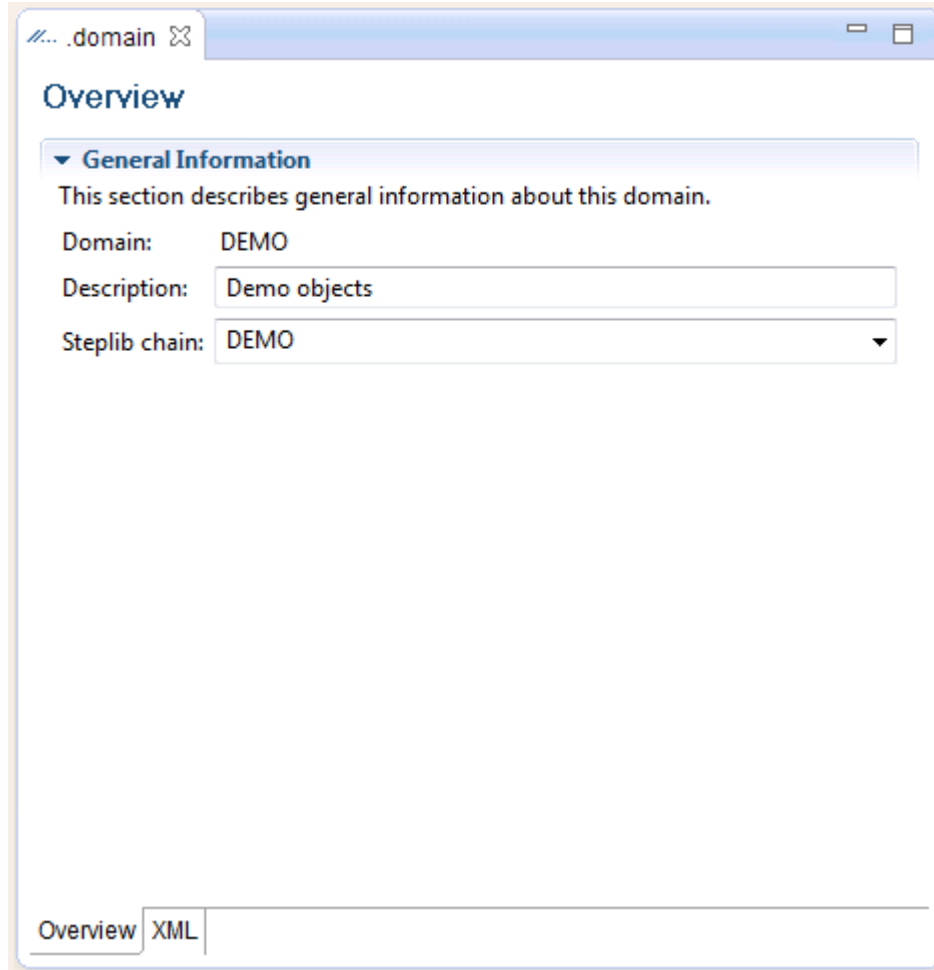 //... .domain
Overview
General Information
This section describes general information about this domain.
Domain: DEMO
Description: Demo objects
Steplib chain: DEMO
Overview XML